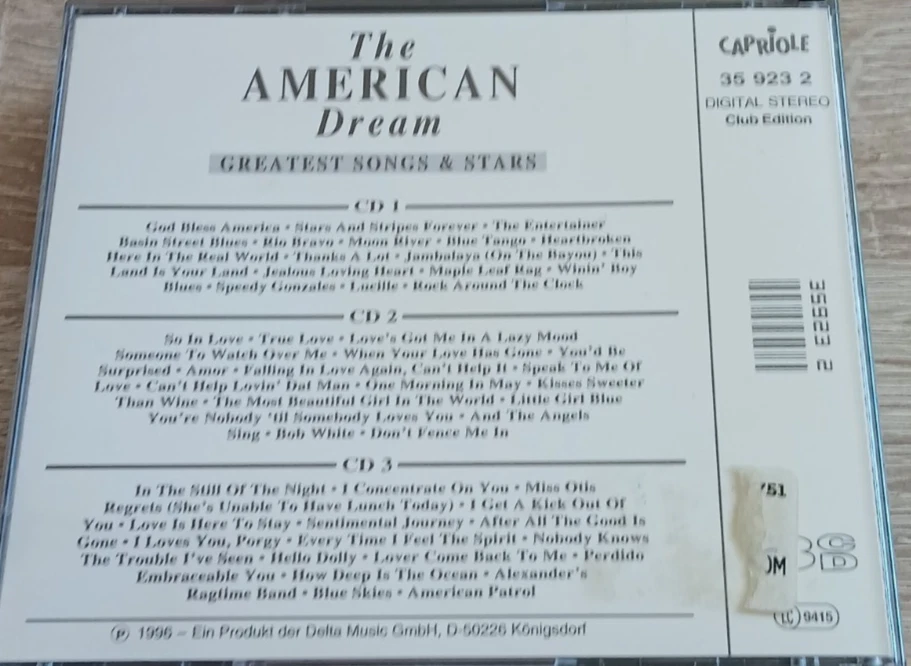 The
AMERICAN
Dream
GREATEST SONGS & STARS
CD 1
God Bless America • Stars And Stripes Forever • The Entertainer
Basin Street Blues • Rio Bravo • Moon River • Blue Tango • Heartbroken
Here In The Real World • Thanks A Lot • Jambalaya (On The Bayou) • This
Land Is Your Land • Jealous Loving Heart • Maple Leaf Rag • Winin' Boy
Blues • Speedy Gonzales • Lucille • Rock Around The Clock
CD 2
So In Love • True Love • Love's Got Me In A Lazy Mood
Someone To Watch Over Me • When Your Love Has Gone • You'd Be
Surprised • Amor • Falling In Love Again, Can't Help It • Speak To Me Of
Love • Can't Help Lovin' Dat Man • One Morning In May • Kisses Sweeter
Than Wine • The Most Beautiful Girl In The World • Little Girl Blue
You're Nobody 'til Somebody Loves You • And The Angels
Sing • Bob White • Don't Fence Me In
CD 3
In The Still Of The Night • I Concentrate On You • Miss Otis
Regrets (She's Unable To Have Lunch Today) • I Get A Kick Out Of
You • Love Is Here To Stay • Sentimental Journey • After All The Good Is
Gone • I Loves You, Porgy • Every Time I Feel The Spirit • Nobody Knows
The Trouble I've Seen • Hello Dolly • Lover Come Back To Me • Perdido
Embraceable You • How Deep Is The Ocean • Alexander's
Ragtime Band • Blue Skies • American Patrol
℗ 1996 – Ein Produkt der Delta Music GmbH, D-50226 Königsdorf
CAPRIOLE
35 923 2
DIGITAL STEREO
Club Edition
35923 2
751
OM
3CD
LC 9415